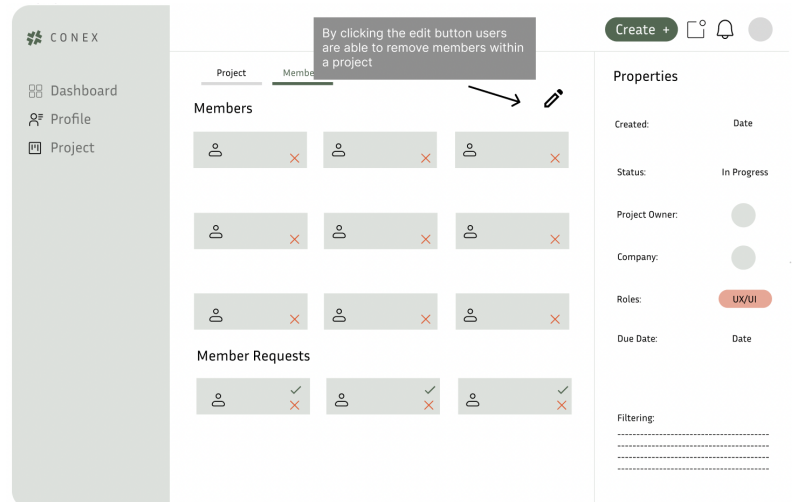 CONEX
By clicking the edit button users
are able to remove members within
a project
Create +
Dashboard
Profile
Project
Project
Membe
Members
Member Requests
Properties
Created: Date
Status: In Progress
Project Owner:
Company:
Roles: UX/UI
Due Date: Date
Filtering: